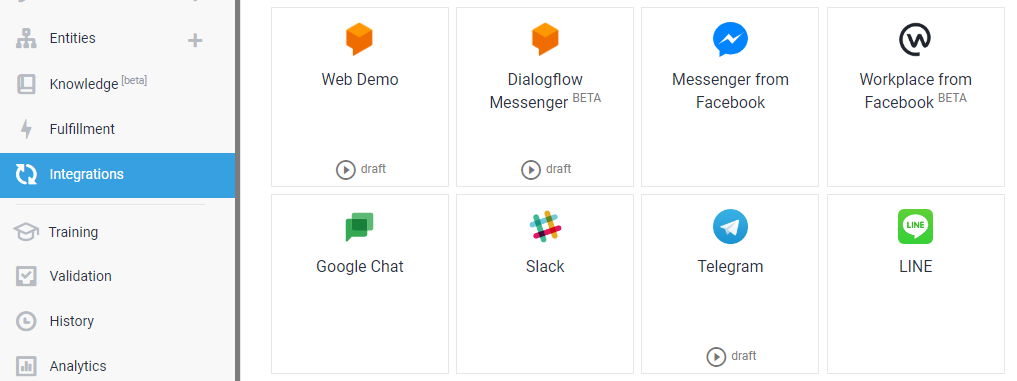 Entities
Knowledge [beta]
Fulfillment
Integrations
Training
Validation
History
Analytics
Web Demo
draft
Dialogflow
Messenger BETA
draft
Messenger from
Facebook
Workplace from
Facebook BETA
Google Chat
Slack
Telegram
draft
LINE
LINE